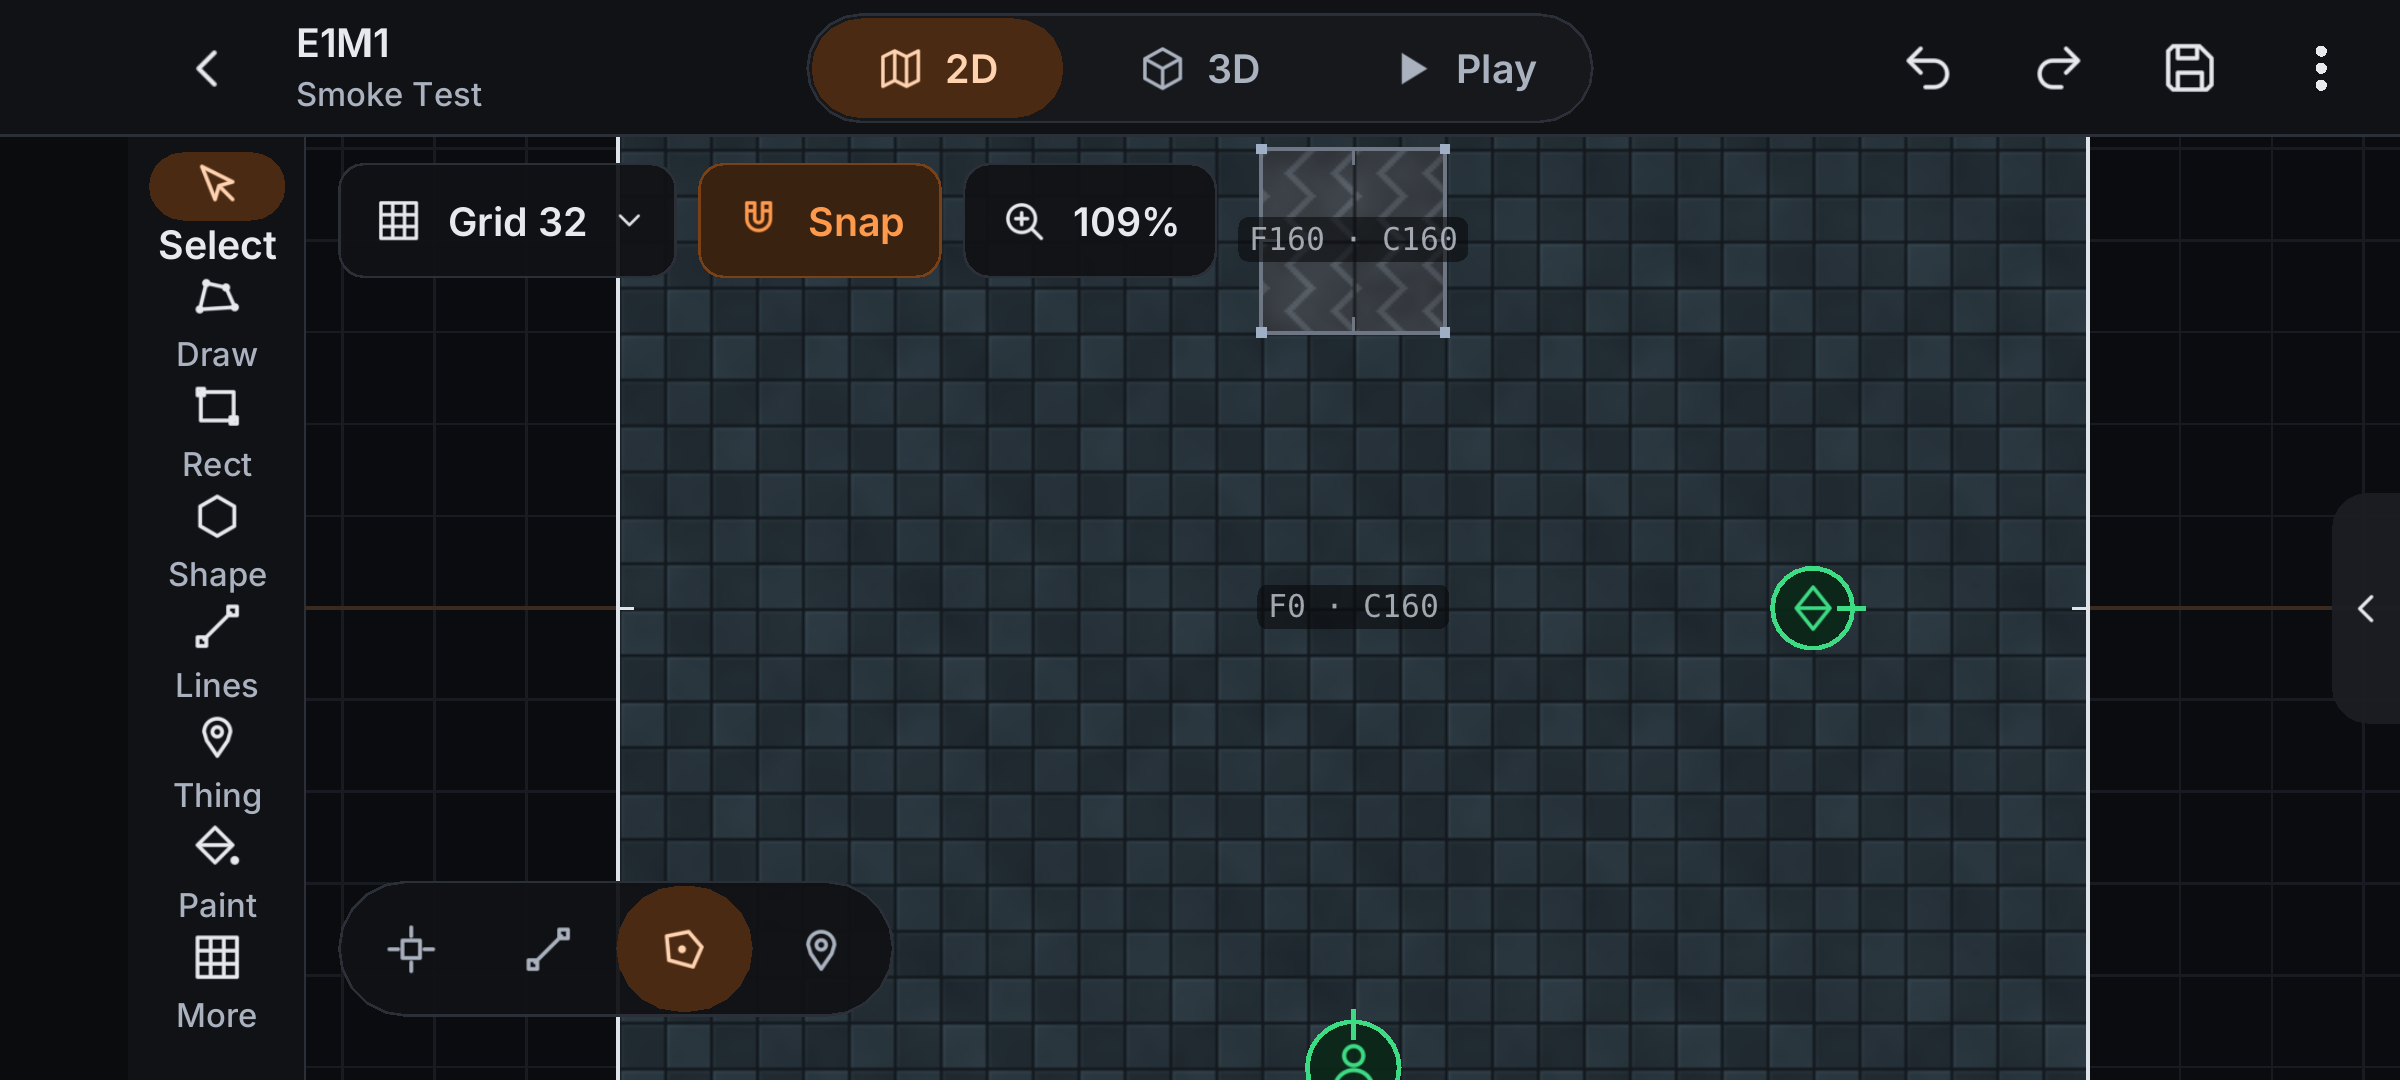 E1M1
Smoke Test
2D
3D
Play
Select
Draw
Rect
Shape
Lines
Thing
Paint
More
Grid 32
Snap
109%
F160 · C160
F0 · C160